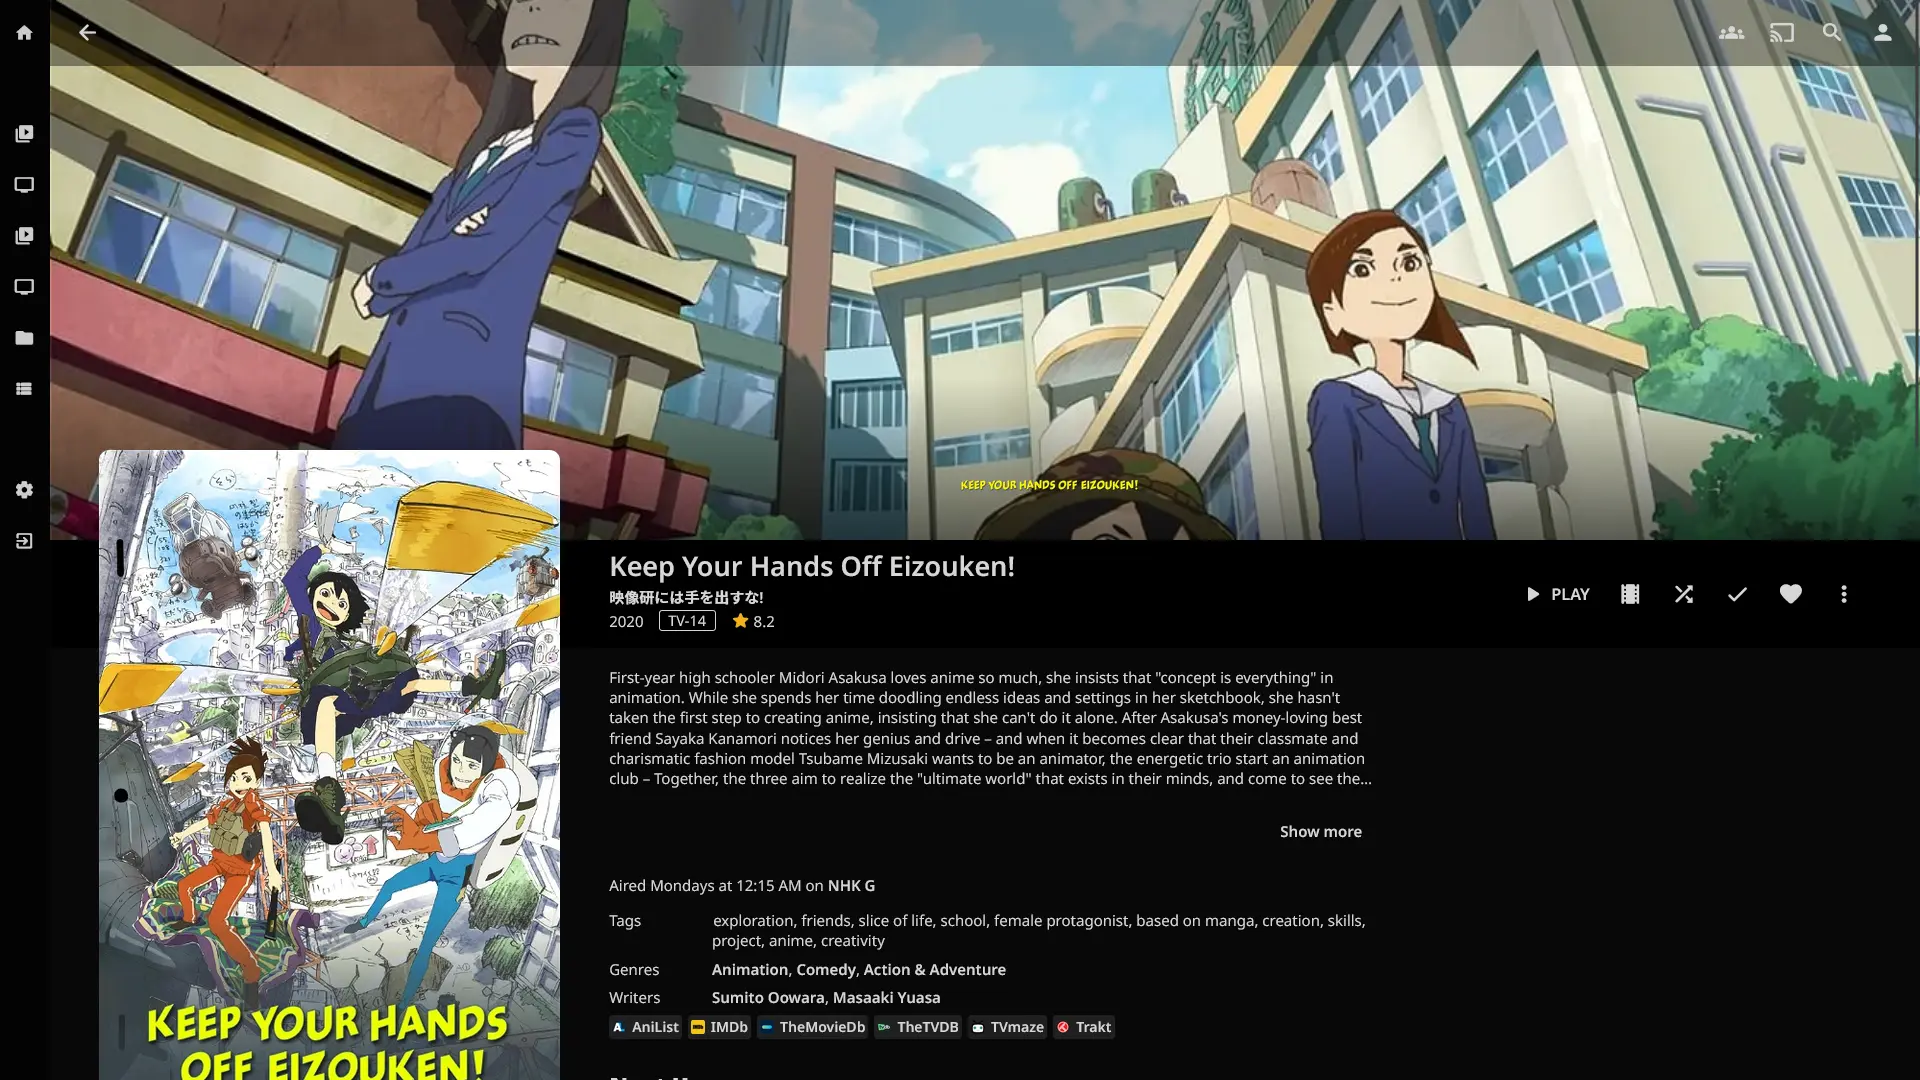 KEEP YOUR HANDS OFF EIZOUKEN!
KEEP YOUR HANDS
OFF EIZOUKEN!
Keep Your Hands Off Eizouken!
映像研には手を出すな!
2020 TV-14 8.2
PLAY
First-year high schooler Midori Asakusa loves anime so much, she insists that "concept is everything" in
animation. While she spends her time doodling endless ideas and settings in her sketchbook, she hasn't
taken the first step to creating anime, insisting that she can't do it alone. After Asakusa's money-loving best
friend Sayaka Kanamori notices her genius and drive – and when it becomes clear that their classmate and
charismatic fashion model Tsubame Mizusaki wants to be an animator, the energetic trio start an animation
club – Together, the three aim to realize the "ultimate world" that exists in their minds, and come to see the...
Show more
Aired Mondays at 12:15 AM on NHK G
Tags exploration, friends, slice of life, school, female protagonist, based on manga, creation, skills,
project, anime, creativity
Genres Animation, Comedy, Action & Adventure
Writers Sumito Oowara, Masaaki Yuasa
AniList IMDb TheMovieDb TheTVDB TVmaze Trakt